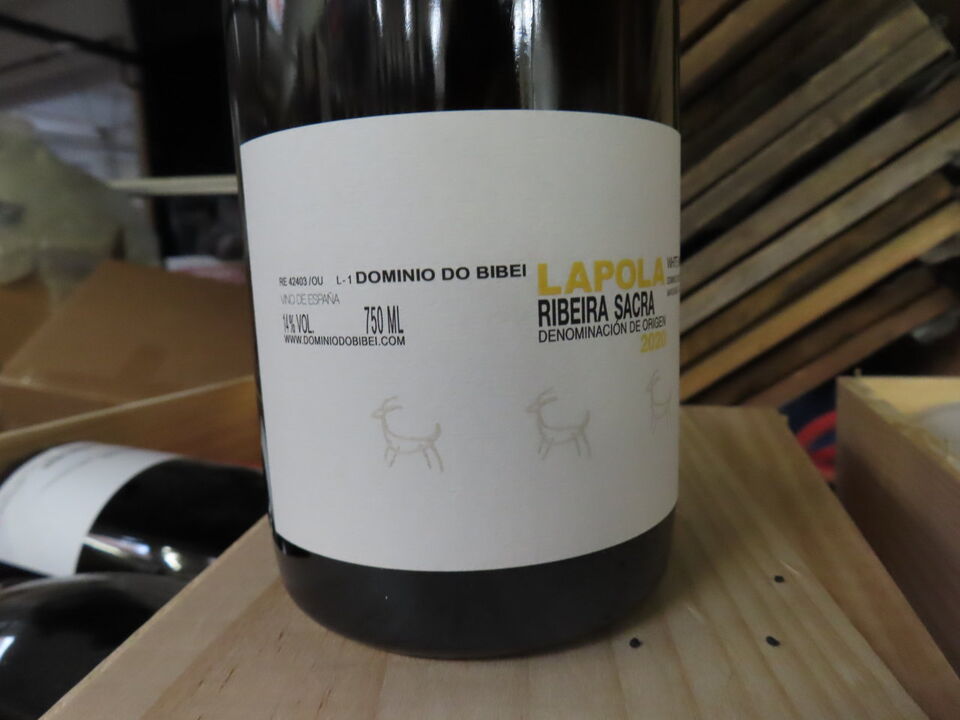 RE 42403 /OU L-1 DOMINIO DO BIBEI
VINO DE ESPAÑA
14% VOL. 750 ML
WWW.DOMINIODOBIBEI.COM
LAPOLA
RIBEIRA SACRA
DENOMINACIÓN DE ORIGEN
2020